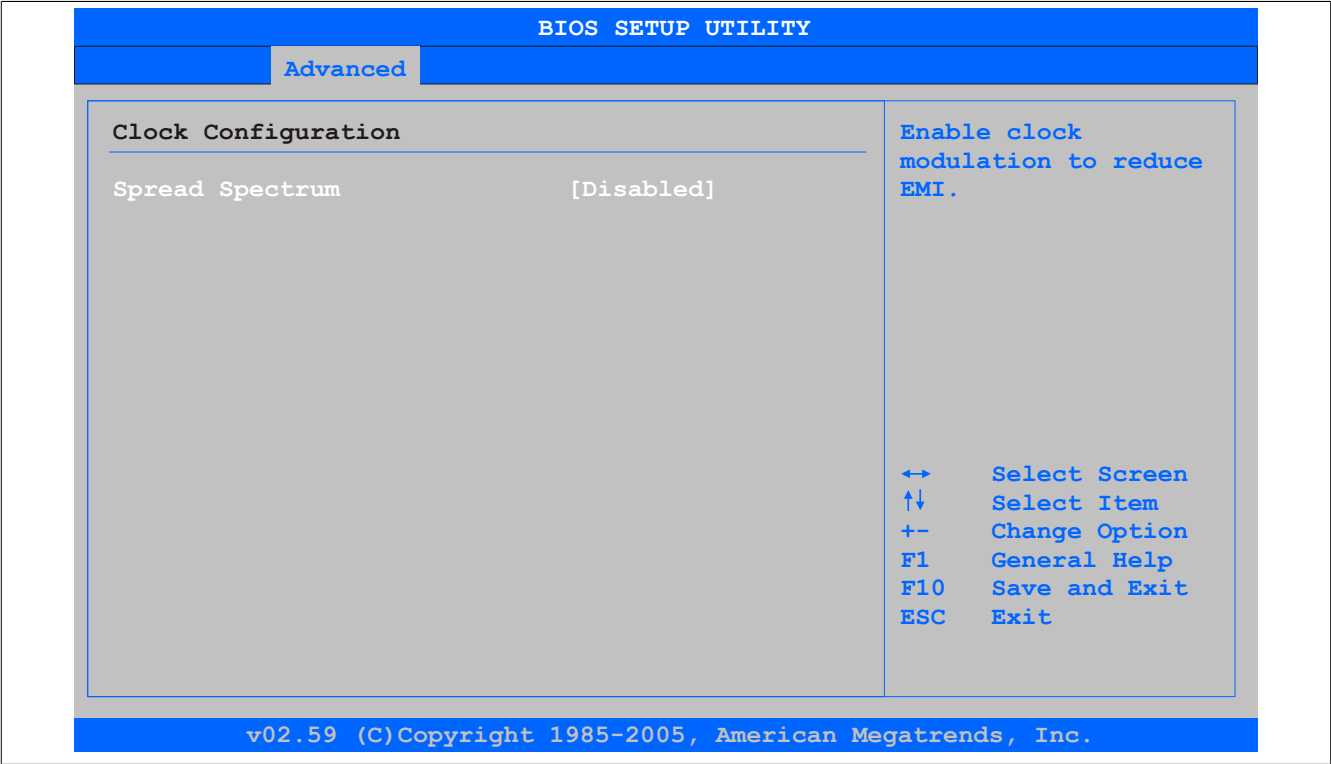 BIOS SETUP UTILITY
Advanced
Clock Configuration
Spread Spectrum [Disabled]
Enable clock
modulation to reduce
EMI.
↔ Select Screen
↑↓ Select Item
+- Change Option
F1 General Help
F10 Save and Exit
ESC Exit
v02.59 (C)Copyright 1985-2005, American Megatrends, Inc.